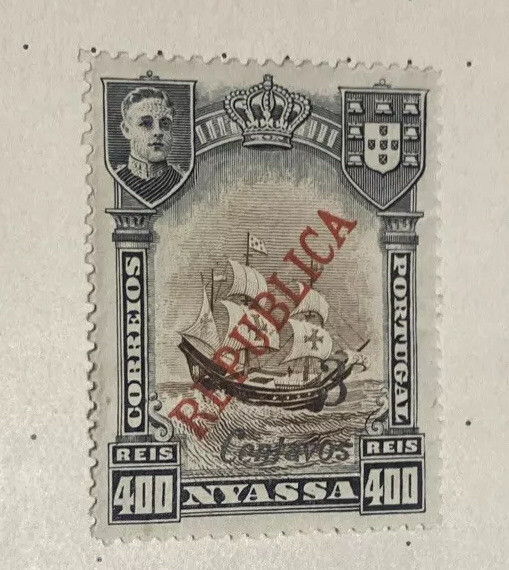 CORREIOS
PORTUGAL
REPUBLICA
3
Centavos
REIS REIS
400 NYASSA 400